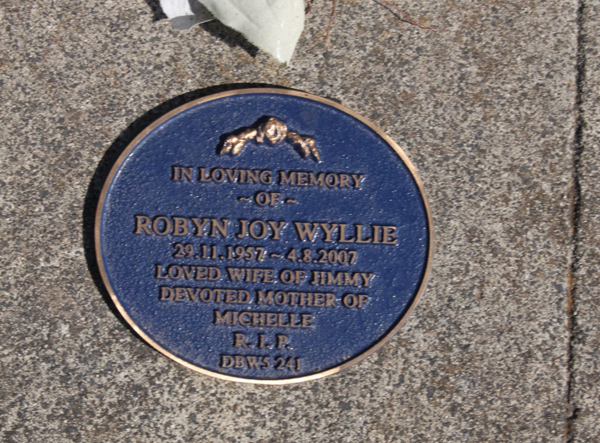 IN LOVING MEMORY
~ OF ~
ROBYN JOY WYLLIE
29.11.1957 ~ 4.8.2007
LOVED WIFE OF JIMMY
DEVOTED MOTHER OF
MICHELLE
R. I. P.
DBW5 241